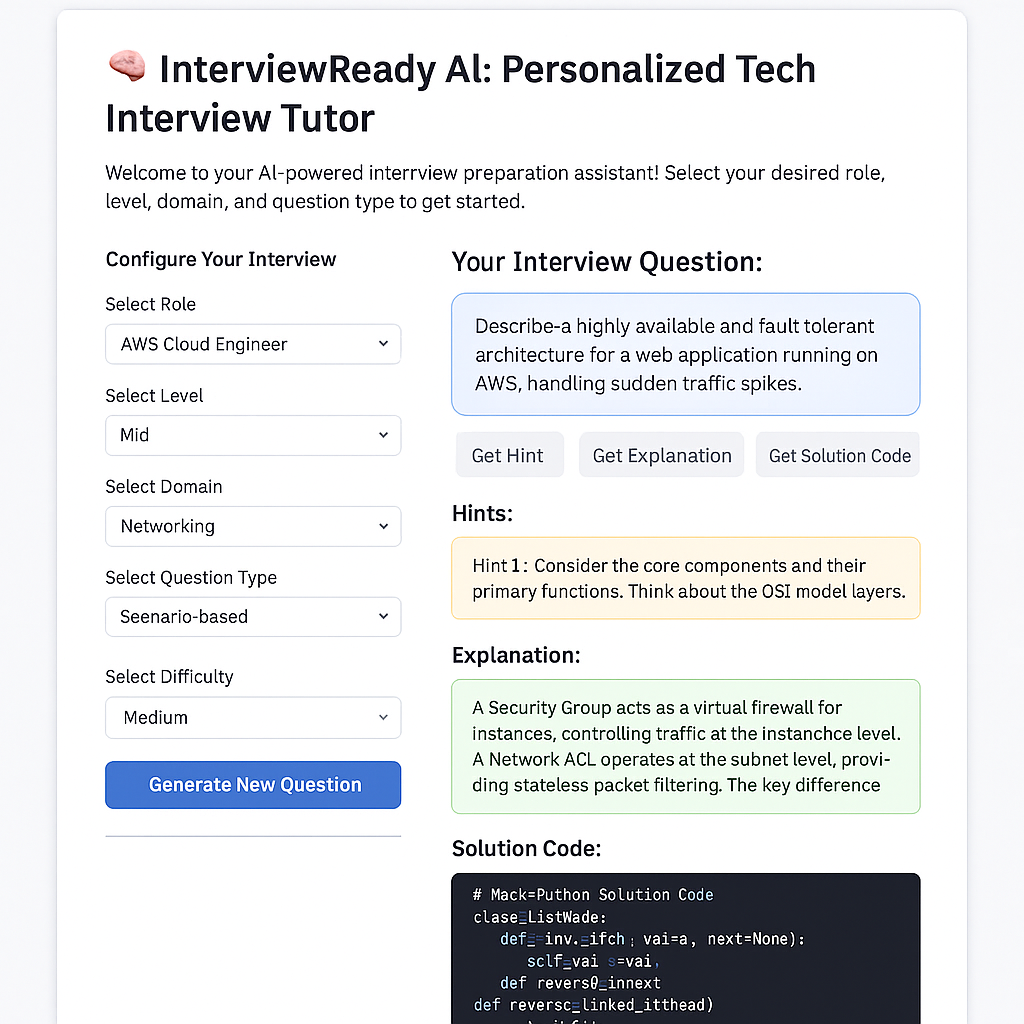 InterviewReady AI: Personalized Tech
Interview Tutor
Welcome to your AI-powered interrview preparation assistant! Select your desired role,
level, domain, and question type to get started.
Configure Your Interview
Select Role
AWS Cloud Engineer
Select Level
Mid
Select Domain
Networking
Select Question Type
Seenario-based
Select Difficulty
Medium
Generate New Question
Your Interview Question:
Describe-a highly available and fault tolerant
architecture for a web application running on
AWS, handling sudden traffic spikes.
Get Hint
Get Explanation
Get Solution Code
Hints:
Hint 1: Consider the core components and their
primary functions. Think about the OSI model layers.
Explanation:
A Security Group acts as a virtual firewall for
instances, controlling traffic at the instanchce level.
A Network ACL operates at the subnet level, provi-
ding stateless packet filtering. The key difference
Solution Code:
# Mack=Puthon Solution Code
clase_ListWade:
def=-inv._ifch ; vai=a, next=None):
sclf=vai s=vai,
def revers0_innext
def reversc_linked_itthead)